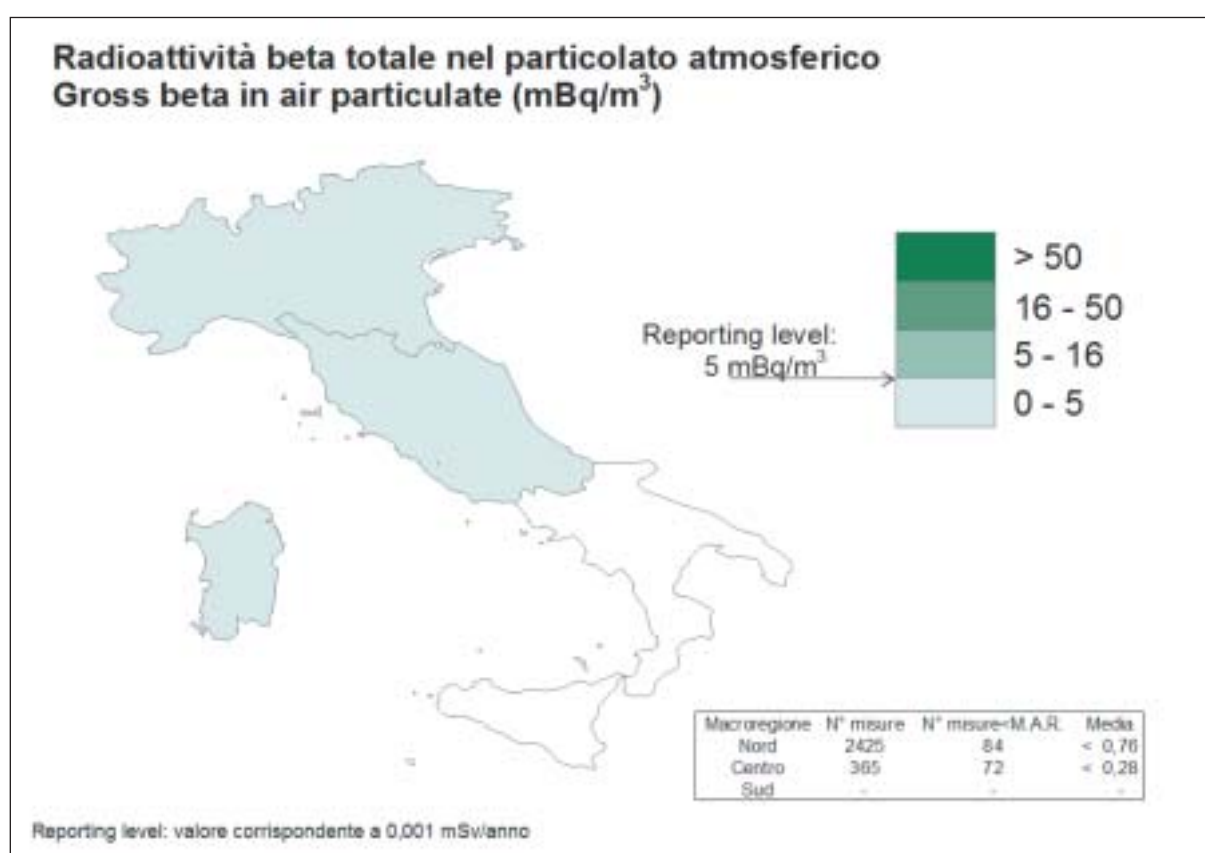 Radioattività beta totale nel particolato atmosferico
Gross beta in air particulate (mBq/m³)
> 50
16 - 50
5 - 16
0 - 5
Reporting level:
5 mBq/m³
Macroregione N° misure N° misure<M.A.R. Media
Nord 2425 84 < 0,76
Centro 365 72 < 0,28
Sud - - -
Reporting level: valore corrispondente a 0,001 mSv/anno